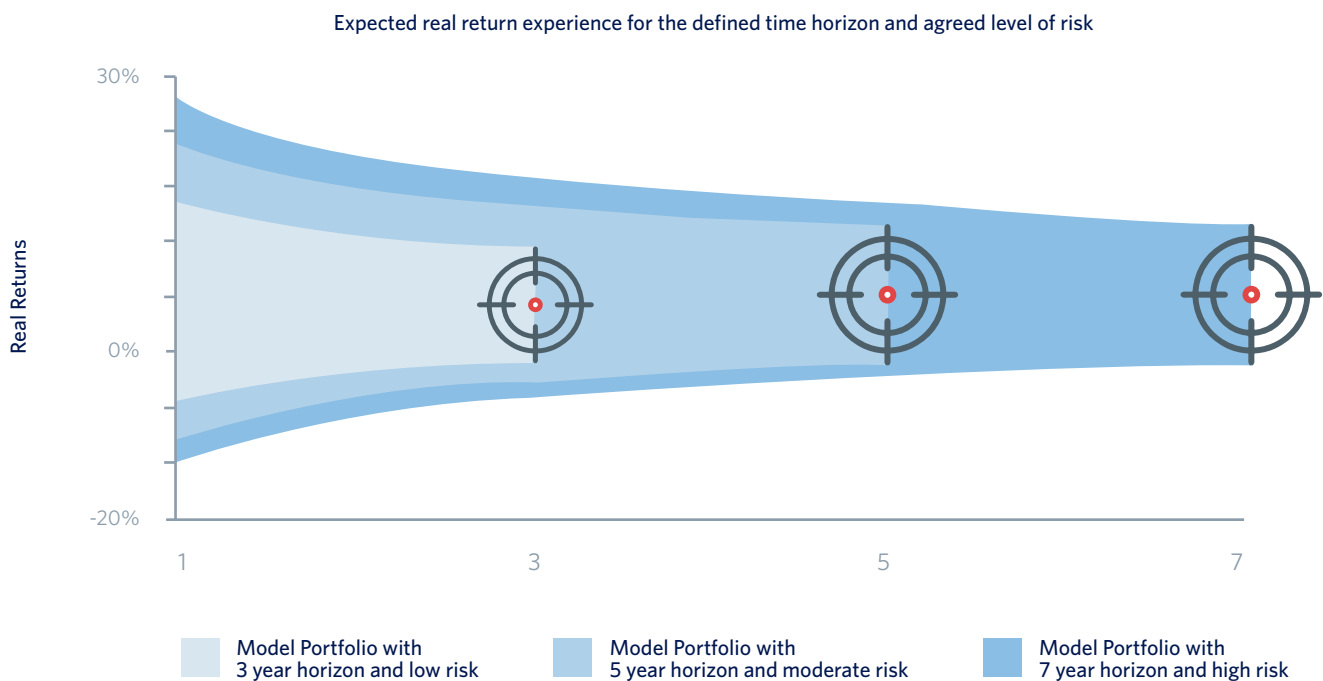 Expected real return experience for the defined time horizon and agreed level of risk
30%
Real Returns
0%
-20%
1
3
5
7
Model Portfolio with
3 year horizon and low risk
Model Portfolio with
5 year horizon and moderate risk
Model Portfolio with
7 year horizon and high risk